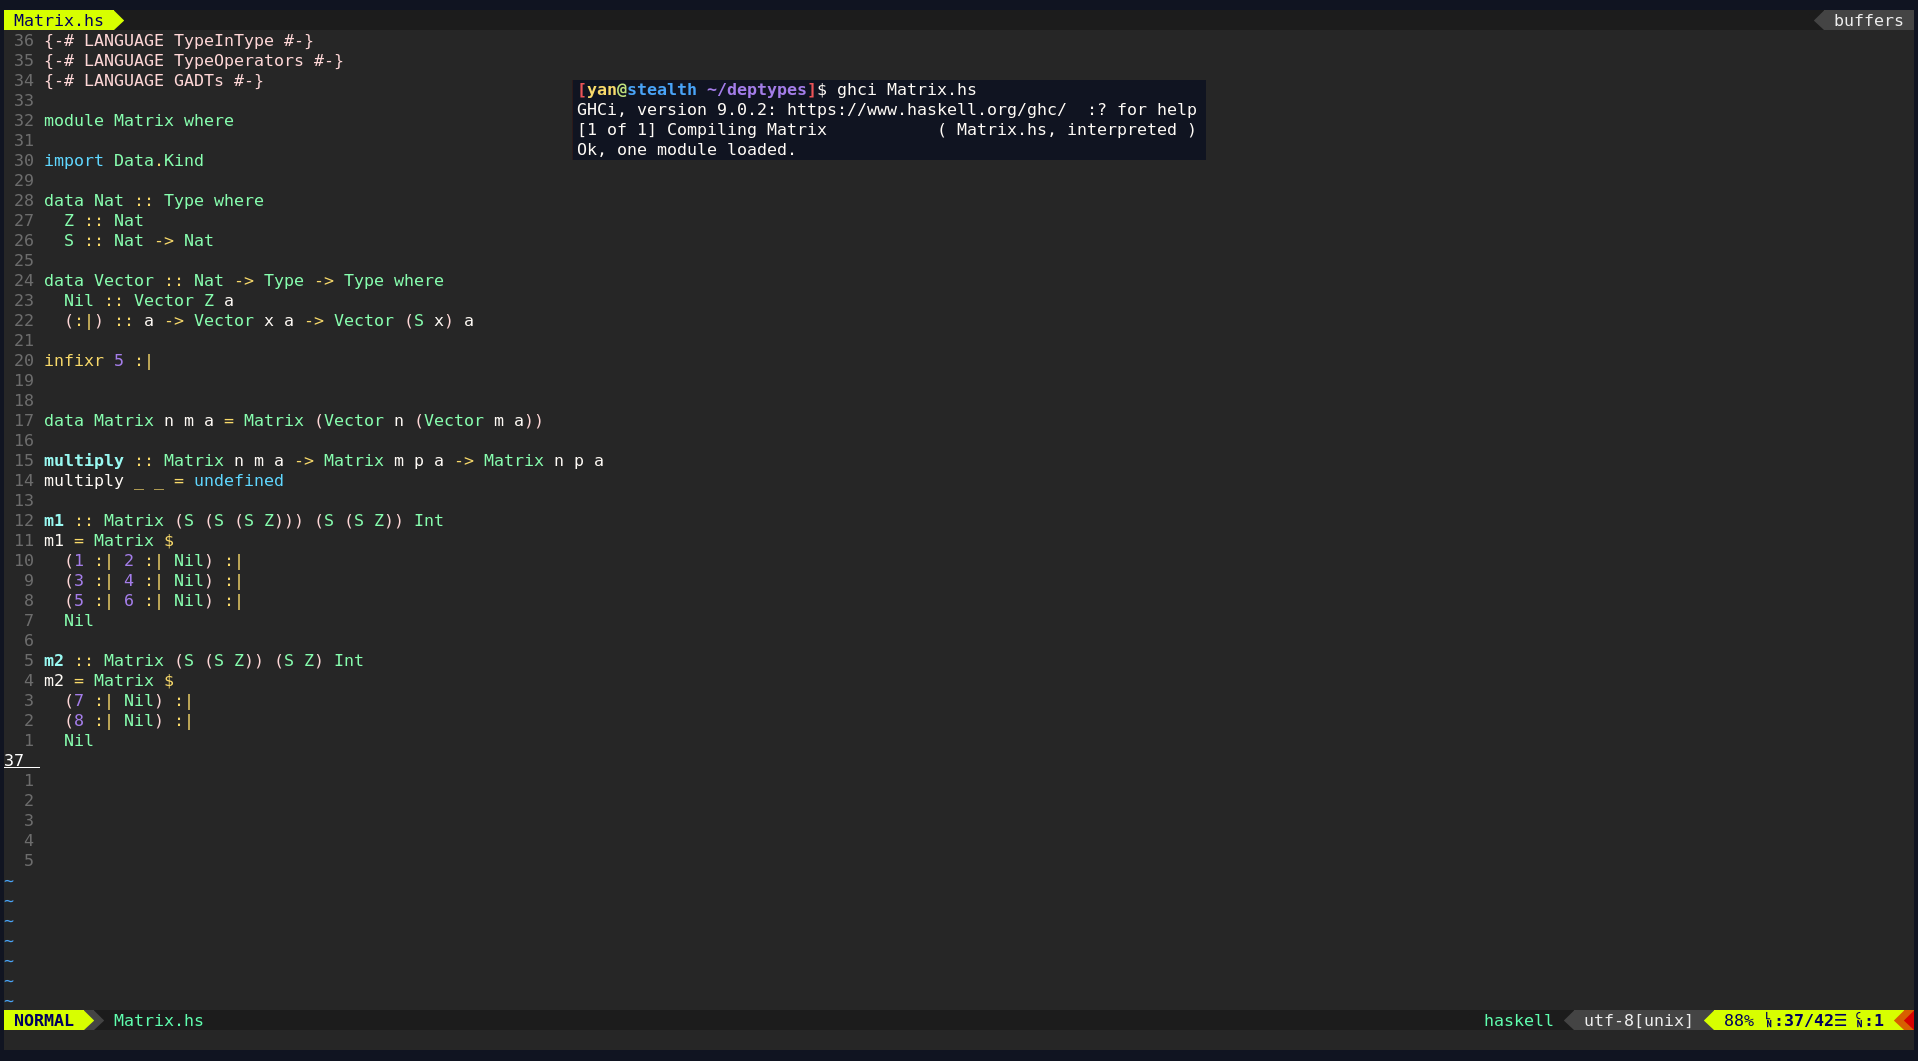 Matrix.hs buffers
36 {-# LANGUAGE TypeInType #-}
35 {-# LANGUAGE TypeOperators #-}
34 {-# LANGUAGE GADTs #-}
[yan@stealth ~/deptypes]$ ghci Matrix.hs
33
GHCi, version 9.0.2: https://www.haskell.org/ghc/  :? for help
32 module Matrix where
[1 of 1] Compiling Matrix           ( Matrix.hs, interpreted )
31
Ok, one module loaded.
30 import Data.Kind
29
28 data Nat :: Type where
27   Z :: Nat
26   S :: Nat -> Nat
25
24 data Vector :: Nat -> Type -> Type where
23   Nil :: Vector Z a
22   (:|) :: a -> Vector x a -> Vector (S x) a
21
20 infixr 5 :|
19
18
17 data Matrix n m a = Matrix (Vector n (Vector m a))
16
15 multiply :: Matrix n m a -> Matrix m p a -> Matrix n p a
14 multiply _ _ = undefined
13
12 m1 :: Matrix (S (S (S Z))) (S (S Z)) Int
11 m1 = Matrix $
10   (1 :| 2 :| Nil) :|
9   (3 :| 4 :| Nil) :|
8   (5 :| 6 :| Nil) :|
7   Nil
6
5 m2 :: Matrix (S (S Z)) (S Z) Int
4 m2 = Matrix $
3   (7 :| Nil) :|
2   (8 :| Nil) :|
1   Nil
37
1
2
3
4
5
~
~
~
~
~
~
~
NORMAL Matrix.hs haskell utf-8[unix] 88% ㏑:37/42☰ ㏇:1